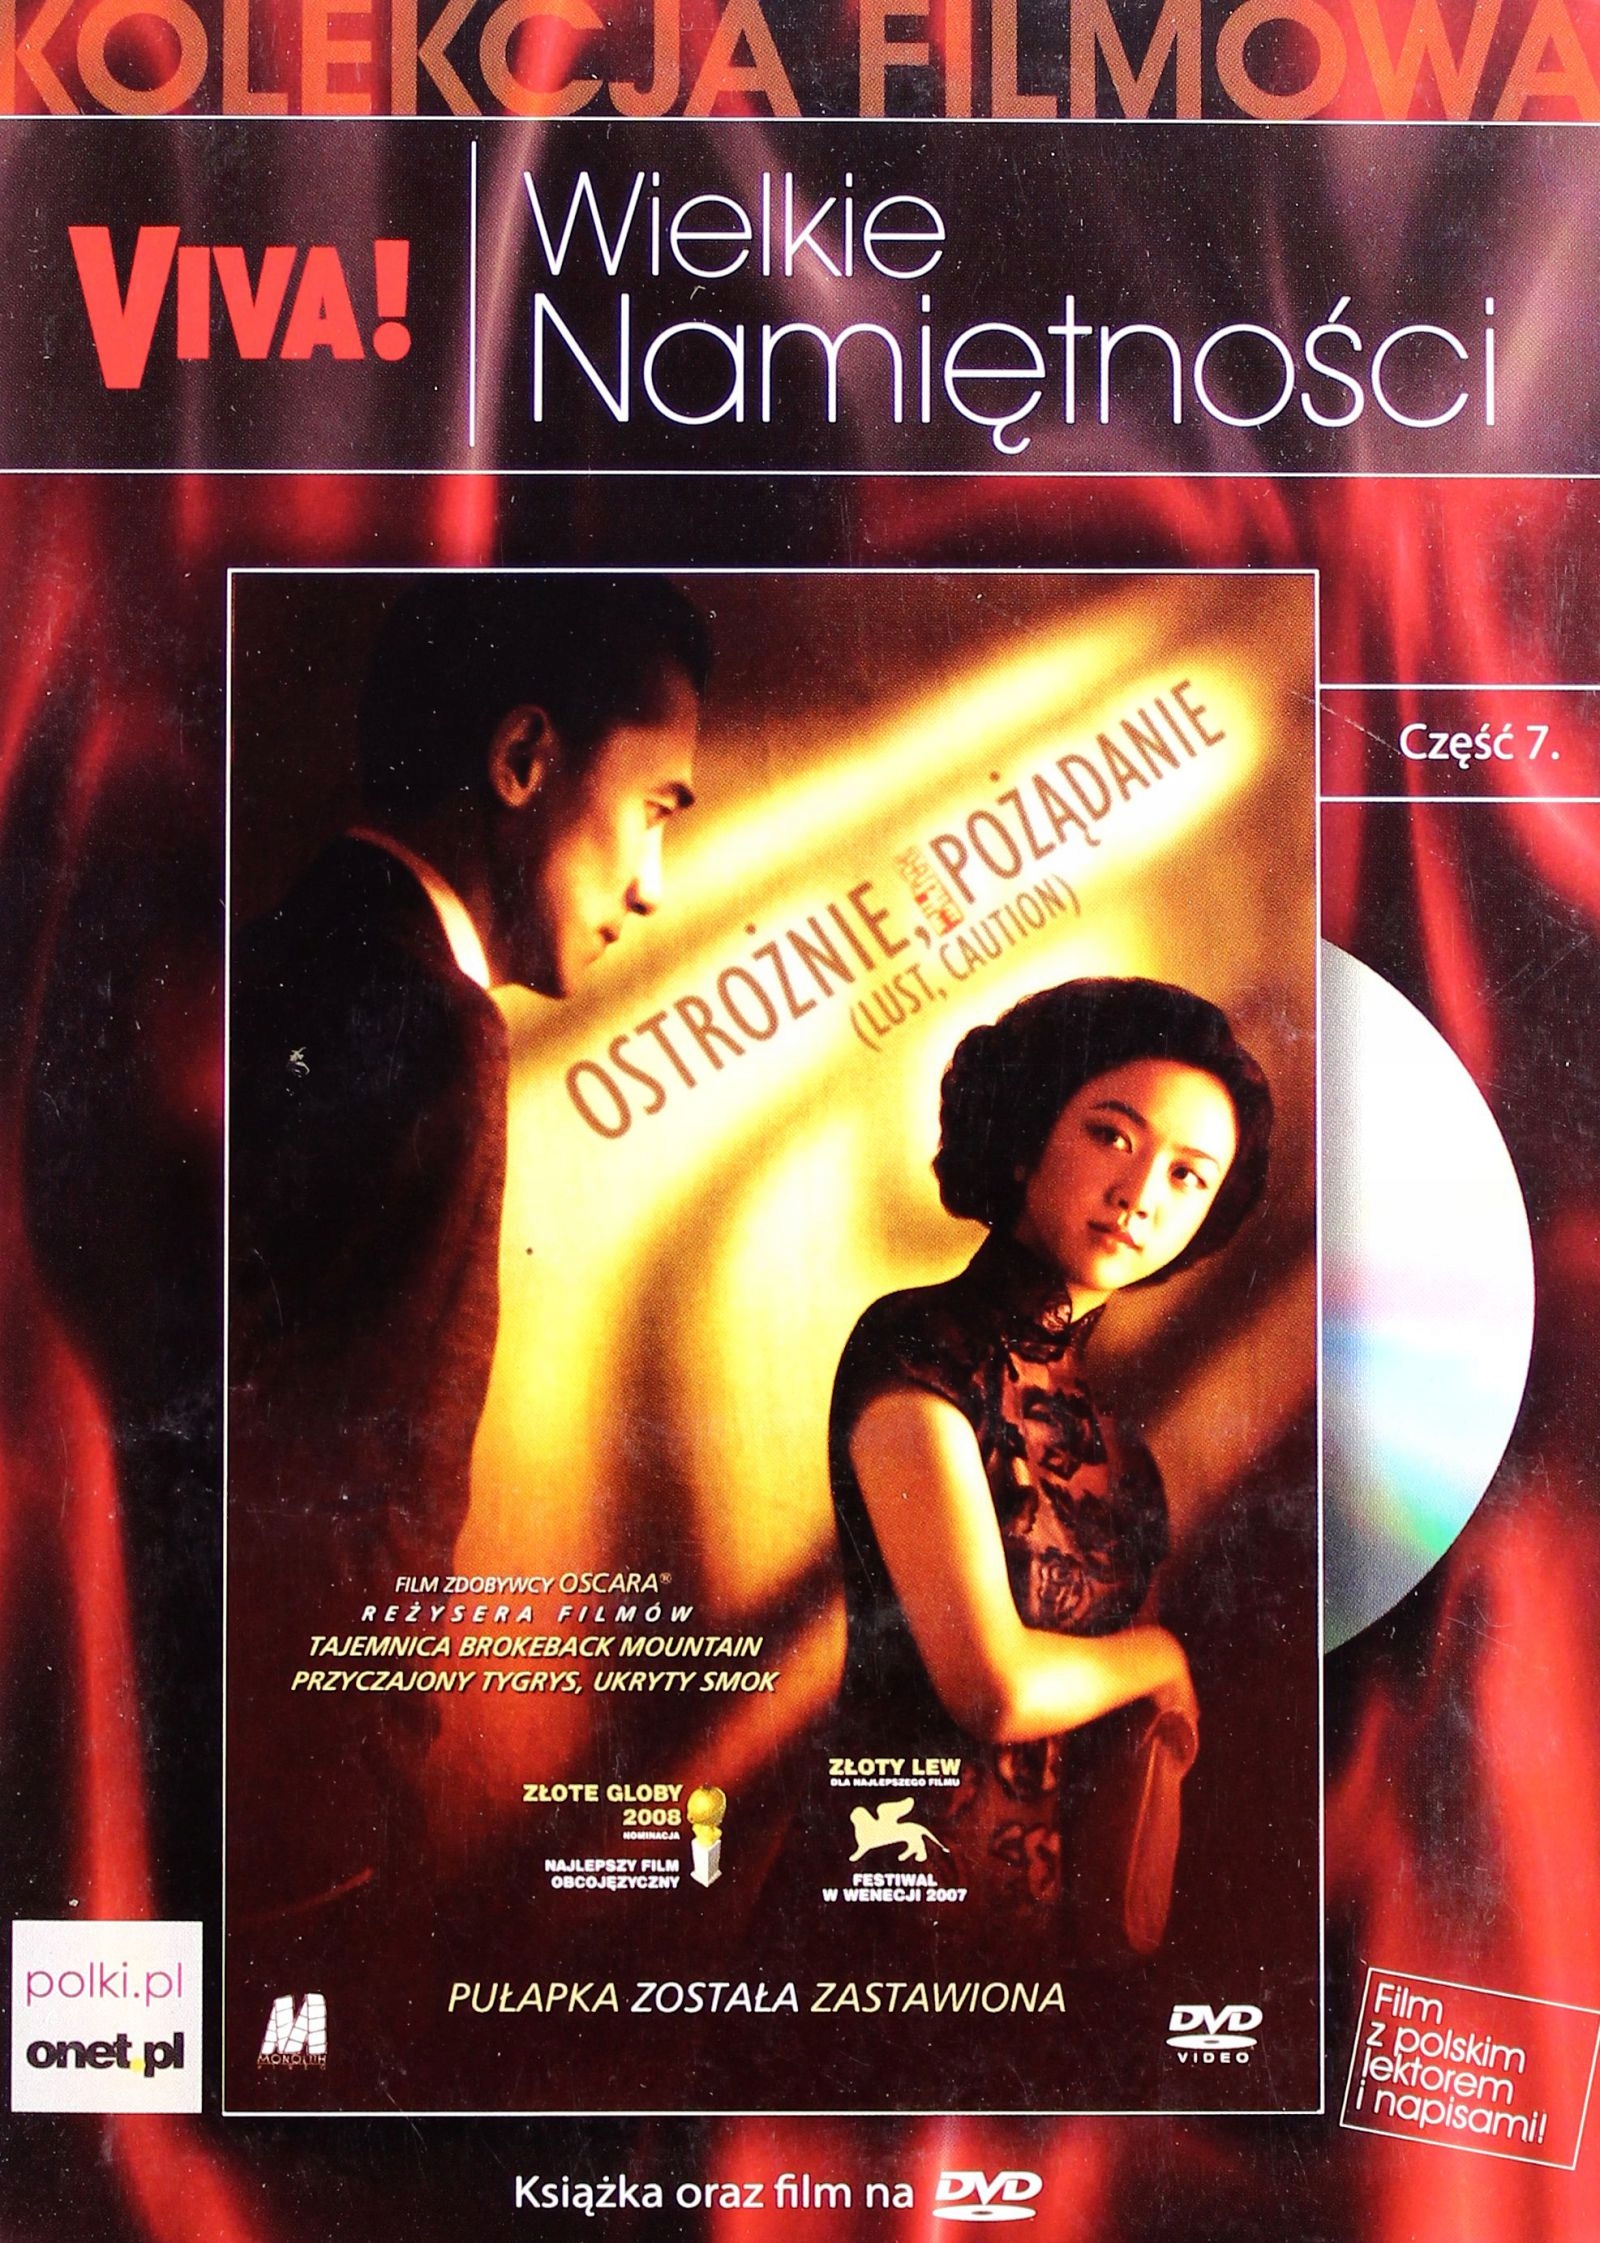 KOLEKCJA FILMOWA
VIVA!
Wielkie
Namiętności
Część 7.
OSTROŻNIE, POŻĄDANIE
(LUST, CAUTION)
FILM ZDOBYWCY OSCARA®
REŻYSERA FILMÓW
TAJEMNICA BROKEBACK MOUNTAIN
PRZYCZAJONY TYGRYS, UKRYTY SMOK
ZŁOTE GLOBY
2008
NOMINACJA
NAJLEPSZY FILM
OBCOJĘZYCZNY
ZŁOTY LEW
DLA NAJLEPSZEGO FILMU
FESTIWAL
W WENECJI 2007
PUŁAPKA ZOSTAŁA ZASTAWIONA
MONOLITH
VIDEO
DVD
VIDEO
polki.pl
onet.pl
Film
z polskim
lektorem
i napisami!
Książka oraz film na DVD